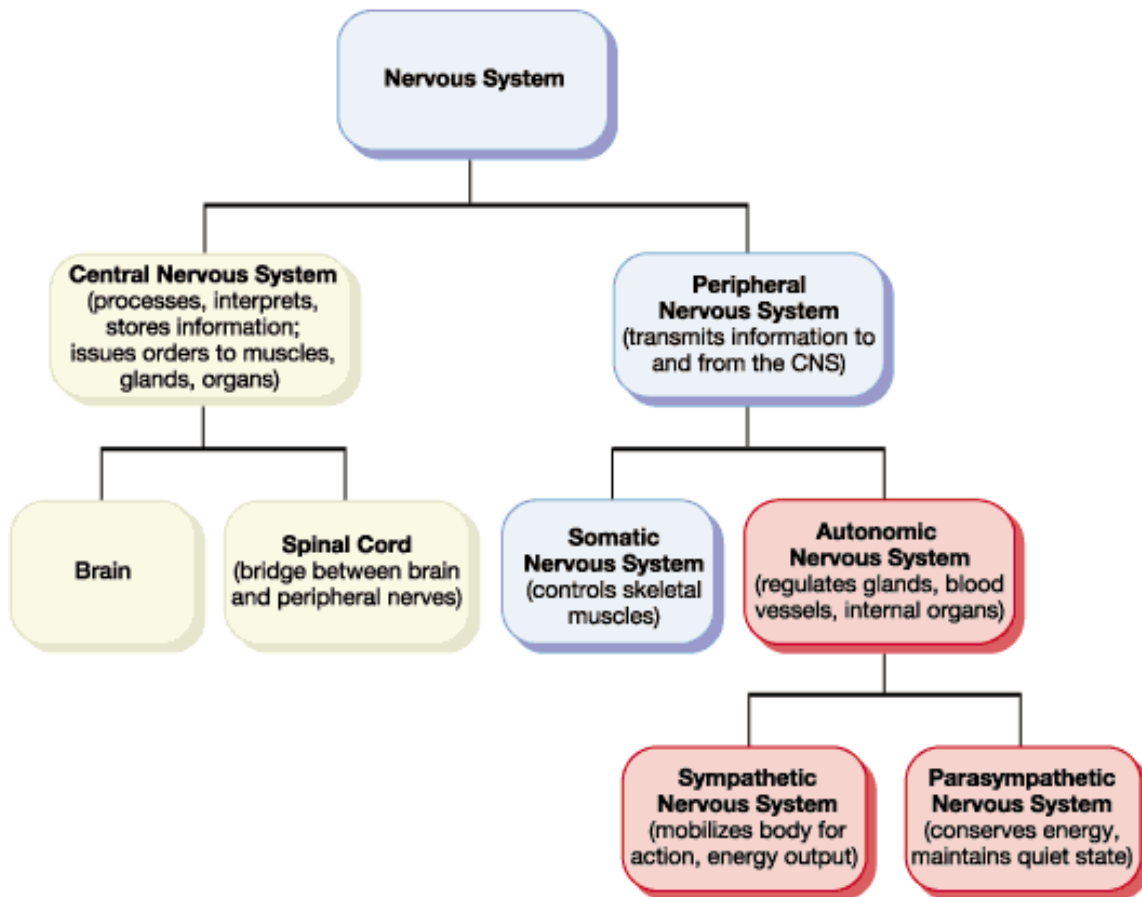 Nervous System
Central Nervous System
(processes, interprets,
stores information;
issues orders to muscles,
glands, organs)
Peripheral
Nervous System
(transmits information to
and from the CNS)
Brain
Spinal Cord
(bridge between brain
and peripheral nerves)
Somatic
Nervous System
(controls skeletal
muscles)
Autonomic
Nervous System
(regulates glands, blood
vessels, internal organs)
Sympathetic
Nervous System
(mobilizes body for
action, energy output)
Parasympathetic
Nervous System
(conserves energy,
maintains quiet state)